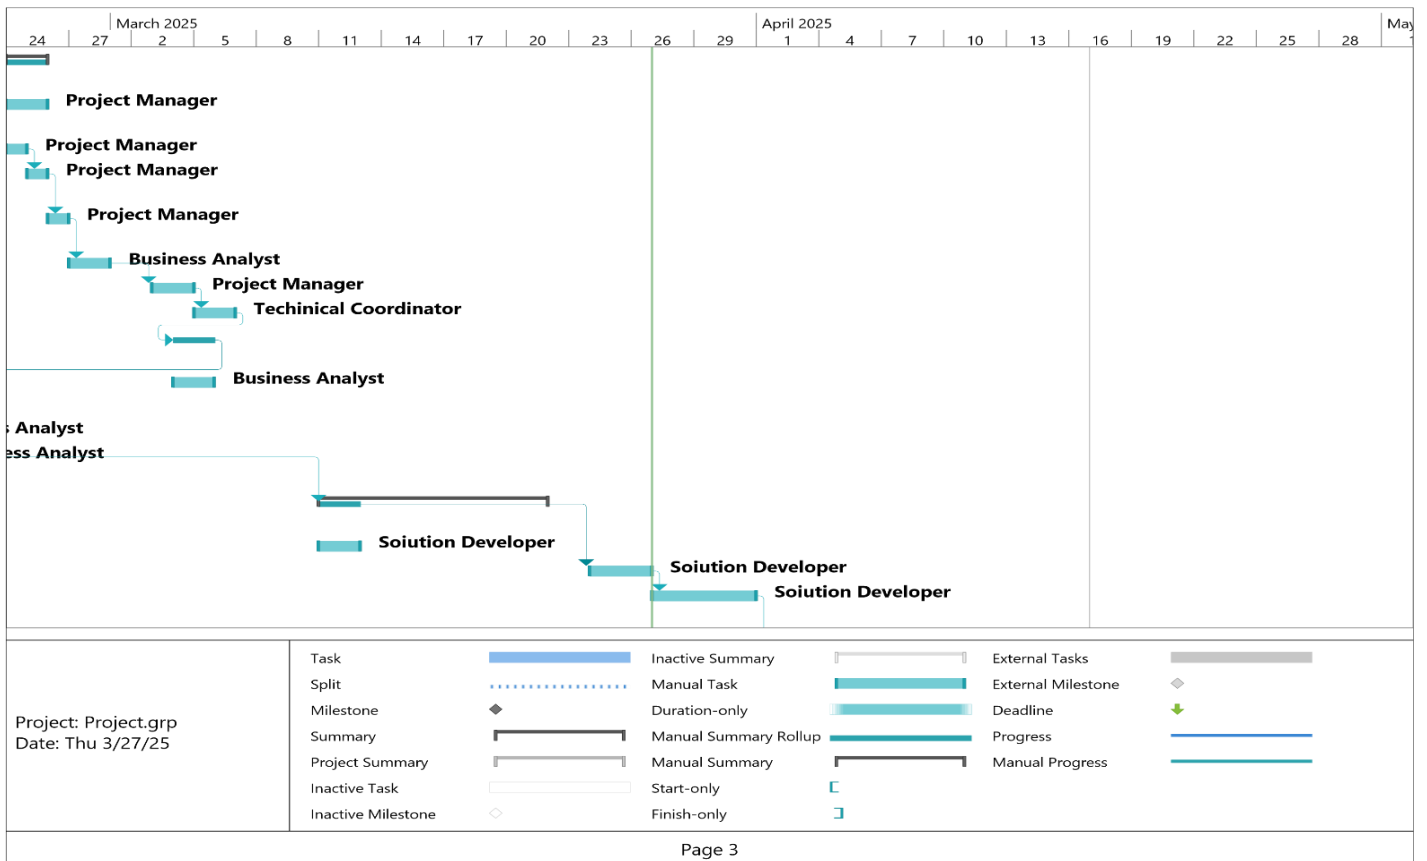 March 2025 April 2025 May
24 27 2 5 8 11 14 17 20 23 26 29 1 4 7 10 13 16 19 22 25 28
Project Manager
Project Manager
Project Manager
Project Manager
Business Analyst
Project Manager
Techinical Coordinator
Business Analyst
s Analyst
ess Analyst
Soiution Developer
Soiution Developer
Soiution Developer
Task Inactive Summary External Tasks
Split Manual Task External Milestone
Milestone Duration-only Deadline
Summary Manual Summary Rollup Progress
Project Summary Manual Summary Manual Progress
Inactive Task Start-only
Inactive Milestone Finish-only
Project: Project.grp
Date: Thu 3/27/25
Page 3